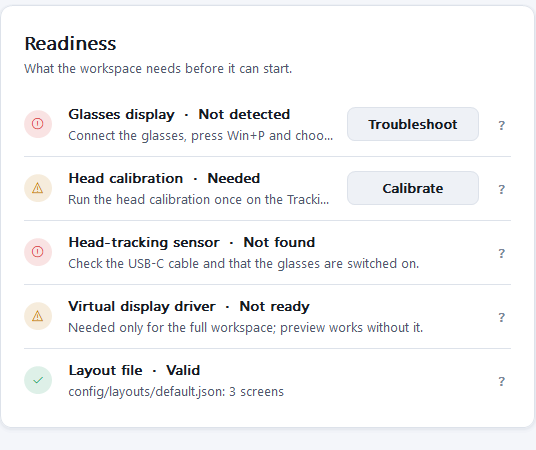 Readiness
What the workspace needs before it can start.
Glasses display · Not detected
Connect the glasses, press Win+P and choo...
Troubleshoot
?
Head calibration · Needed
Run the head calibration once on the Tracki...
Calibrate
?
Head-tracking sensor · Not found
Check the USB-C cable and that the glasses are switched on.
?
Virtual display driver · Not ready
Needed only for the full workspace; preview works without it.
?
Layout file · Valid
config/layouts/default.json: 3 screens
?